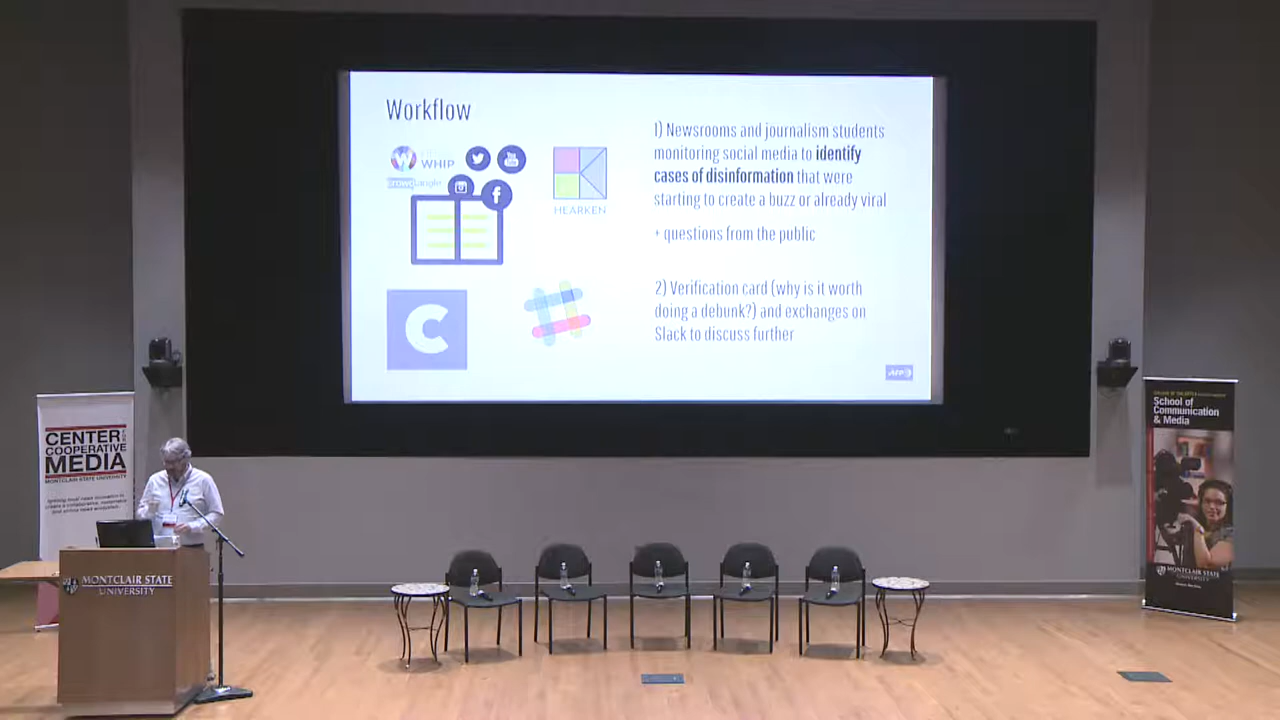 Workflow
WHIP
crowdtangle
HEARKEN
1) Newsrooms and journalism students
monitoring social media to identify
cases of disinformation that were
starting to create a buzz or already viral
+ questions from the public
2) Verification card (why is it worth
doing a debunk?) and exchanges on
Slack to discuss further
AFP
CENTER FOR
COOPERATIVE
MEDIA
MONTCLAIR STATE UNIVERSITY
MONTCLAIR STATE
UNIVERSITY
School of
Communication
& Media
MONTCLAIR STATE
UNIVERSITY